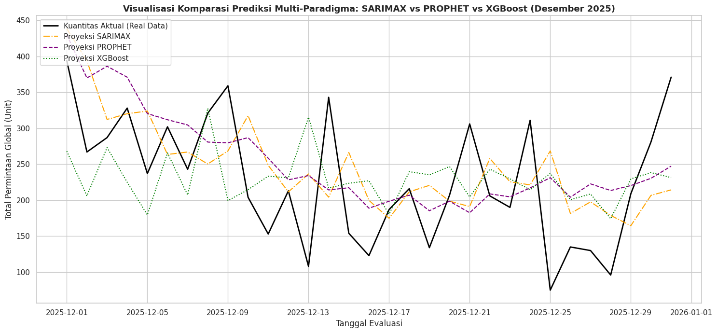 Visualisasi Komparasi Prediksi Multi-Paradigma: SARIMAX vs PROPHET vs XGBoost (Desember 2025)
Kuantitas Aktual (Real Data)
Proyeksi SARIMAX
Proyeksi PROPHET
Proyeksi XGBoost
Total Permintaan Global (Unit)
450
400
350
300
250
200
150
100
2025-12-01
2025-12-05
2025-12-09
2025-12-13
2025-12-17
2025-12-21
2025-12-25
2025-12-29
2026-01-01
Tanggal Evaluasi